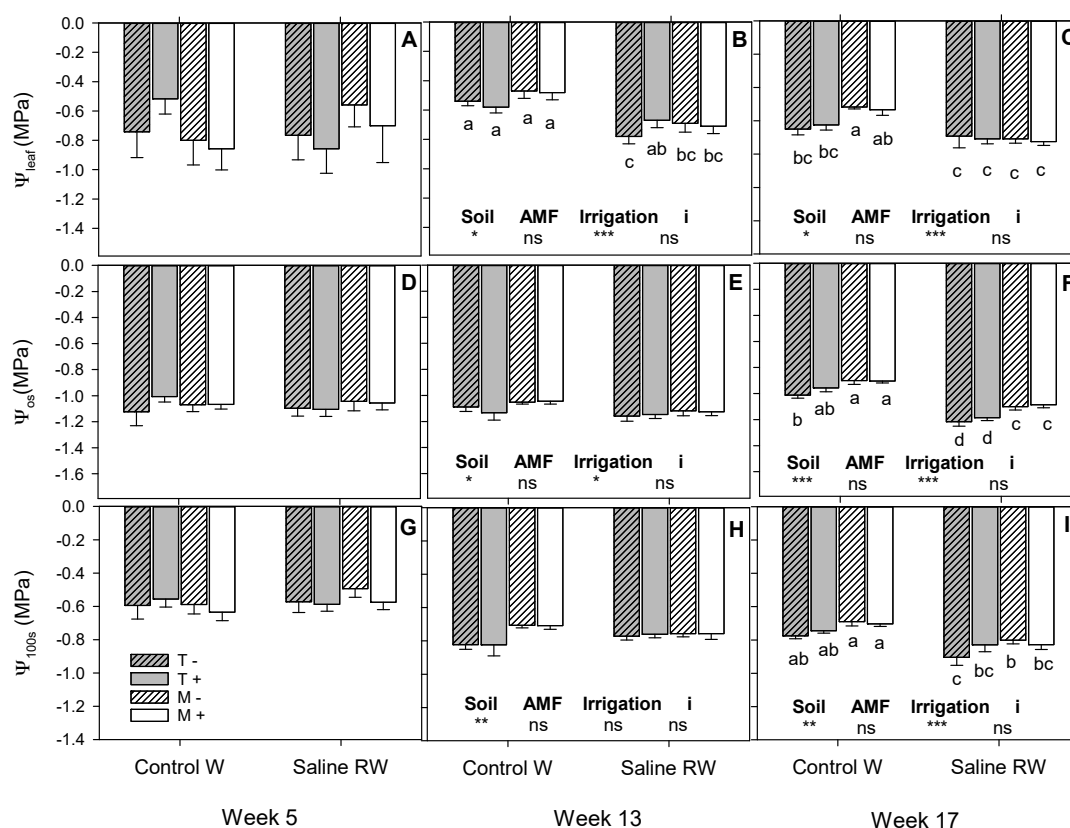 0.0
-0.2
-0.4
-0.6
-0.8
-1.0
-1.2
-1.4
Ψleaf (MPa)
A
B
a a a a c ab bc bc
Soil AMF Irrigation i
* ns *** ns
C
bc bc a ab c c c c
Soil AMF Irrigation i
* ns *** ns
0.0
-0.2
-0.4
-0.6
-0.8
-1.0
-1.2
-1.4
-1.6
Ψos (MPa)
D
E
Soil AMF Irrigation i
* ns * ns
F
b ab a a d d c c
Soil AMF Irrigation i
*** ns *** ns
0.0
-0.2
-0.4
-0.6
-0.8
-1.0
-1.2
-1.4
Ψ100s (MPa)
G
T -
T +
M -
M +
H
Soil AMF Irrigation i
** ns ns ns
I
ab ab a a c bc b bc
Soil AMF Irrigation i
** ns *** ns
Control W Saline RW Control W Saline RW Control W Saline RW
Week 5 Week 13 Week 17